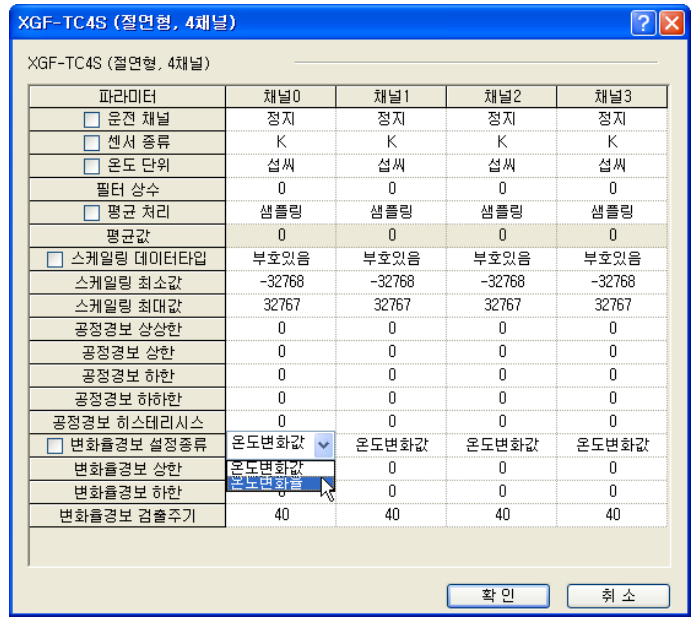 XGF-TC4S (절연형, 4채널)
XGF-TC4S (절연형, 4채널)
파라미터 채널0 채널1 채널2 채널3
운전 채널 정지 정지 정지 정지
센서 종류 K K K K
온도 단위 섭씨 섭씨 섭씨 섭씨
필터 상수 0 0 0 0
평균 처리 샘플링 샘플링 샘플링 샘플링
평균값 0 0 0 0
스케일링 데이터타입 부호있음 부호있음 부호있음 부호있음
스케일링 최소값 -32768 -32768 -32768 -32768
스케일링 최대값 32767 32767 32767 32767
공정경보 상상한 0 0 0 0
공정경보 상한 0 0 0 0
공정경보 하한 0 0 0 0
공정경보 하하한 0 0 0 0
공정경보 히스테리시스 0 0 0 0
변화율경보 설정종류 온도변화값 온도변화값 온도변화값 온도변화값
변화율경보 상한 온도변화값 0 0 0
온도변화율
변화율경보 하한 0 0 0 0
변화율경보 검출주기 40 40 40 40
확 인 취 소